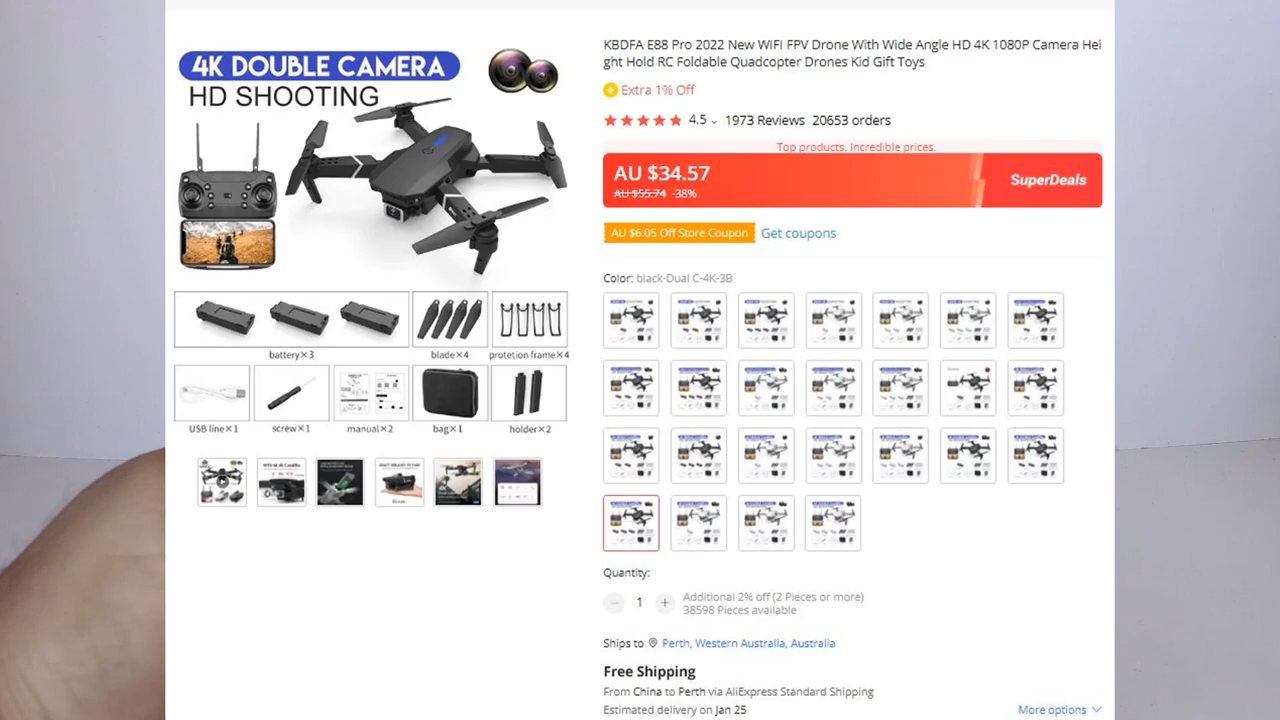 4K DOUBLE CAMERA
HD SHOOTING
battery×3
blade×4
protetion frame×4
USB line×1
screw×1
manual×2
bag×1
holder×2
KBDFA E88 Pro 2022 New WIFI FPV Drone With Wide Angle HD 4K 1080P Camera Hei
ght Hold RC Foldable Quadcopter Drones Kid Gift Toys
Extra 1% Off
4.5 1973 Reviews 20653 orders
Top products. Incredible prices.
AU $34.57
AU $55.74 -38%
SuperDeals
AU $6.05 Off Store Coupon Get coupons
Color: black-Dual C-4K-3B
Quantity:
1
Additional 2% off (2 Pieces or more)
38598 Pieces available
Ships to Perth, Western Australia, Australia
Free Shipping
From China to Perth via AliExpress Standard Shipping
Estimated delivery on Jan 25
More options